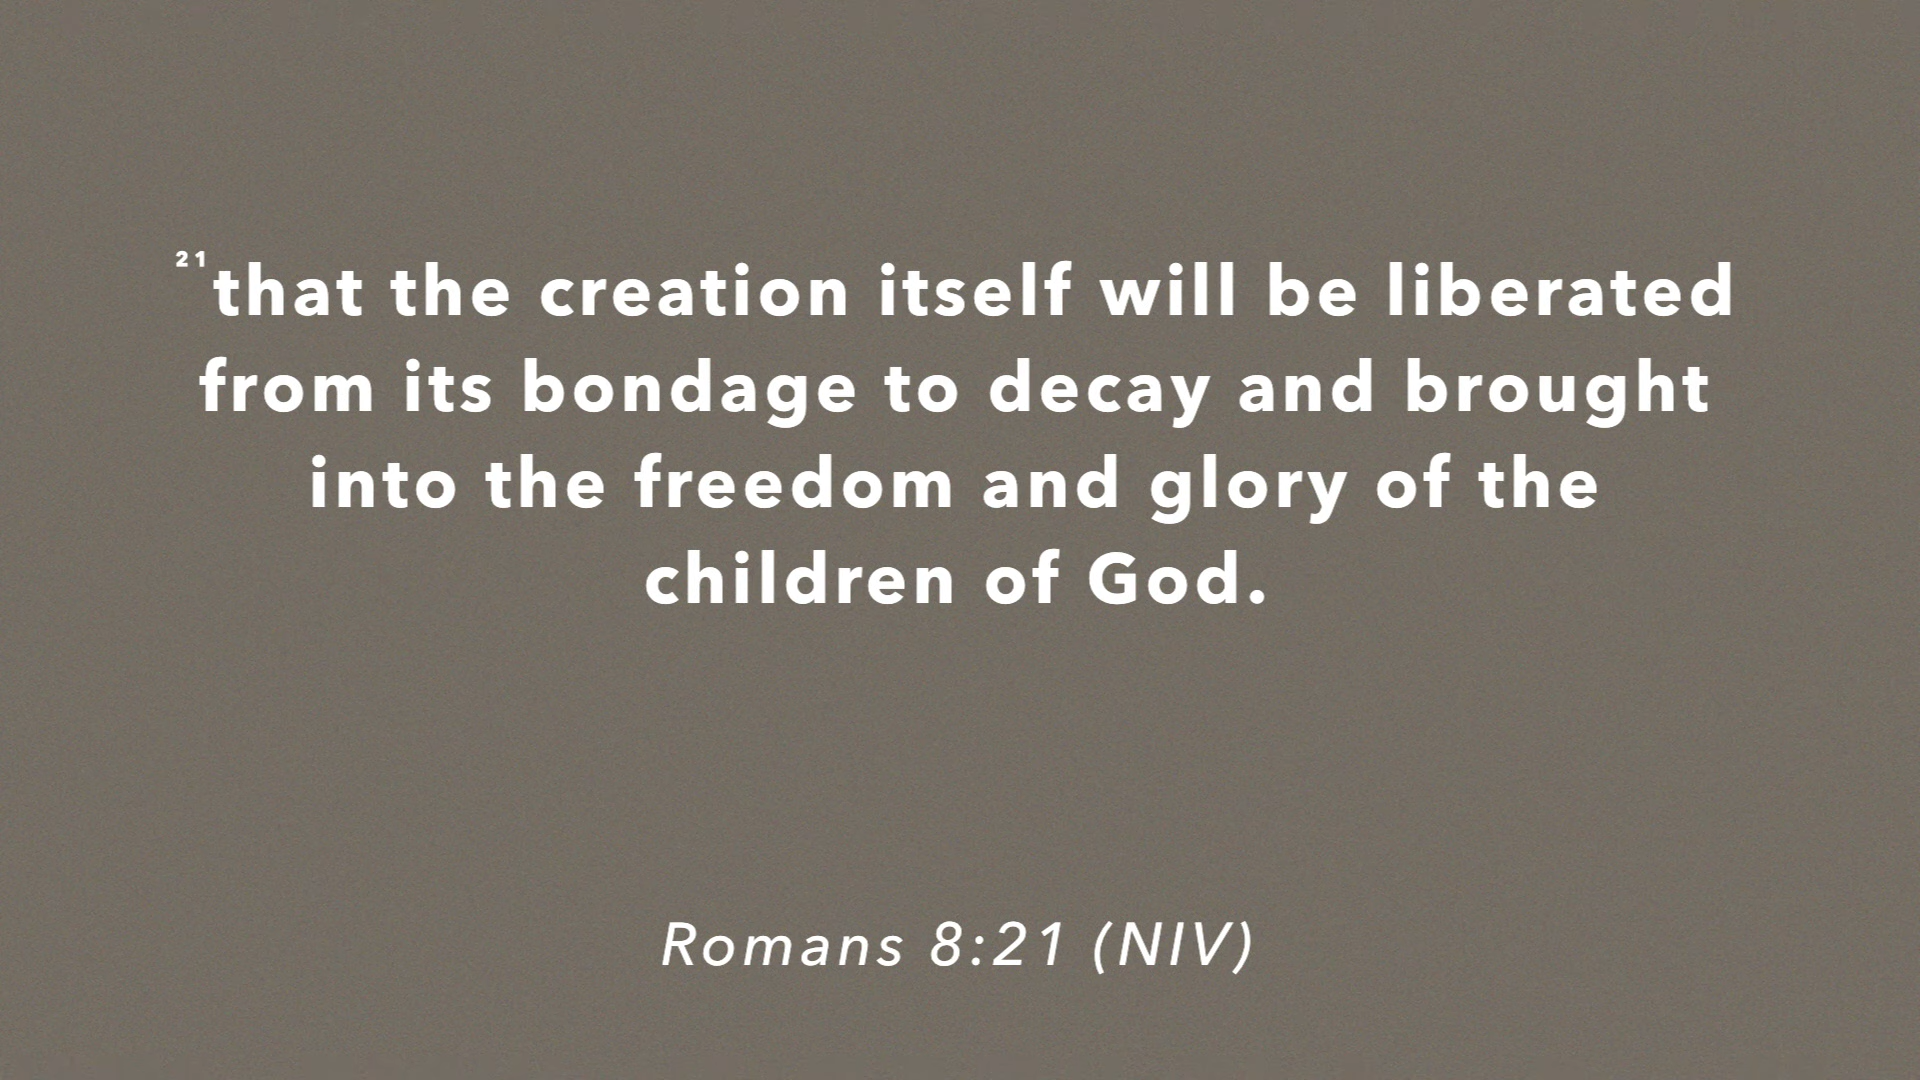 21that the creation itself will be liberated
from its bondage to decay and brought
into the freedom and glory of the
children of God.
Romans 8:21 (NIV)